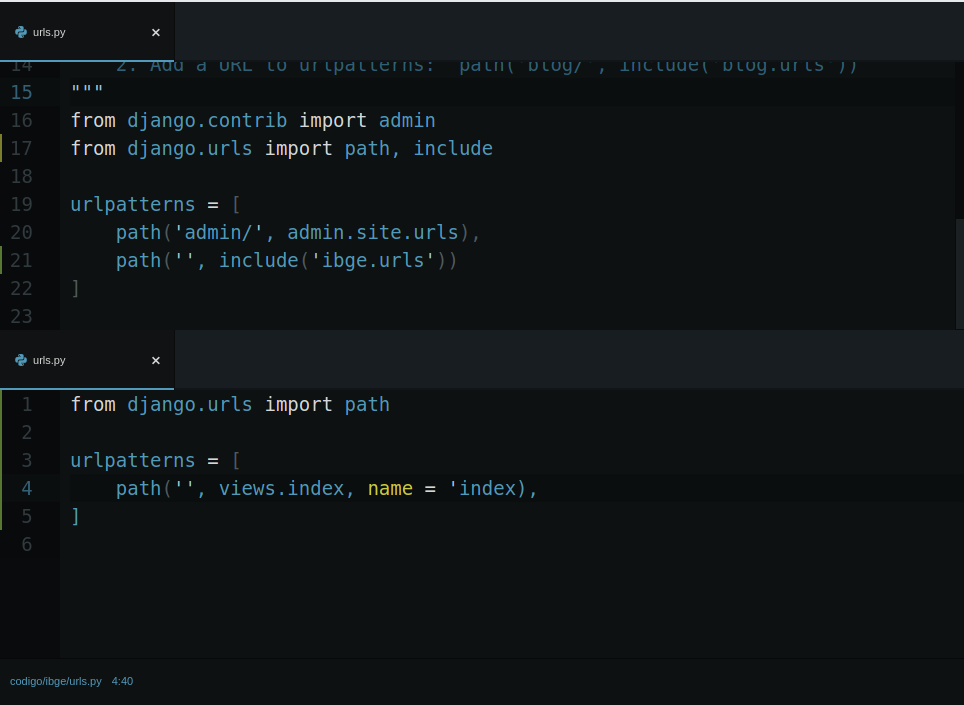 urls.py ×
14     2. Add a URL to urlpatterns:  path('blog/', include('blog.urls'))
15 """
16 from django.contrib import admin
17 from django.urls import path, include
18
19 urlpatterns = [
20     path('admin/', admin.site.urls),
21     path('', include('ibge.urls'))
22 ]
23
urls.py ×
1 from django.urls import path
2
3 urlpatterns = [
4     path('', views.index, name = 'index),
5 ]
6
codigo/ibge/urls.py 4:40